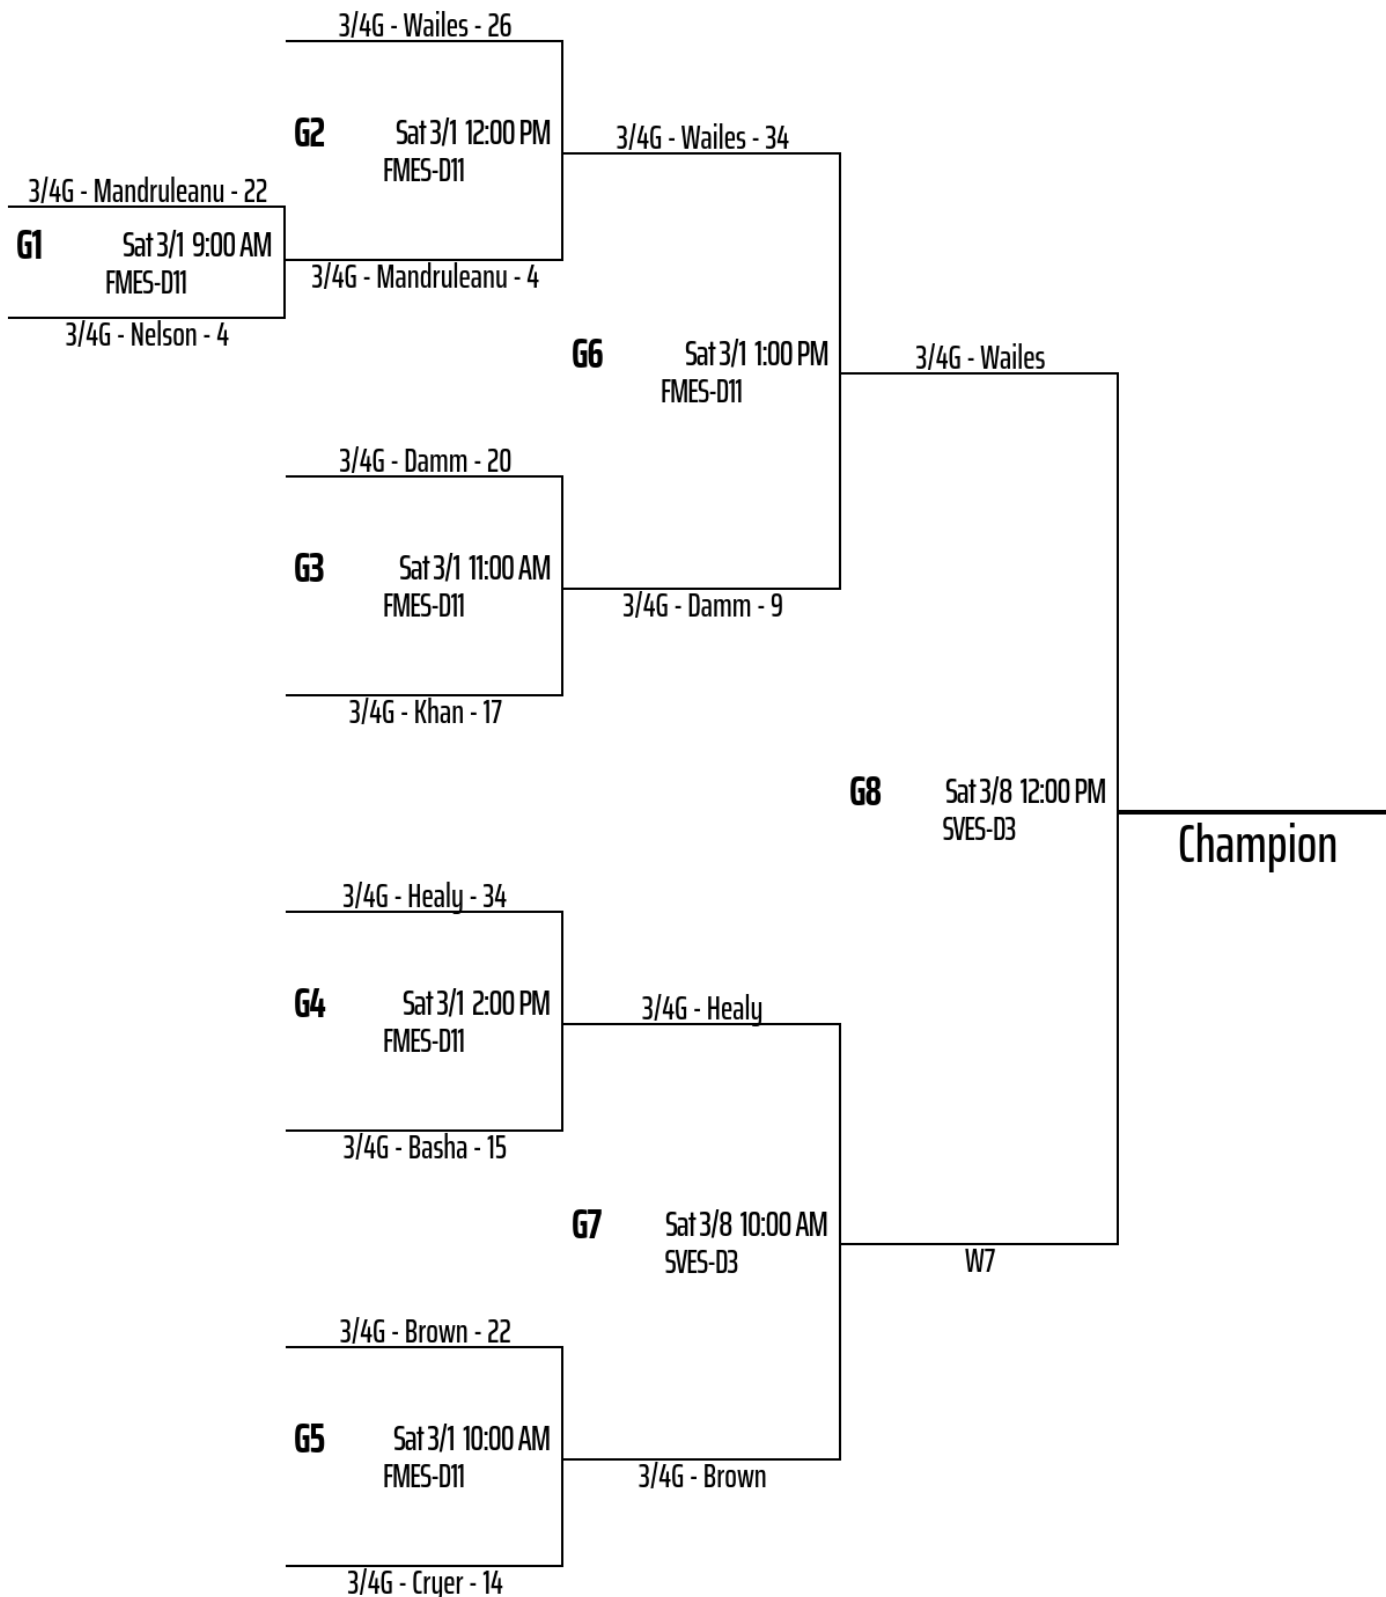 3/4G - Wailes - 26
G2 Sat 3/1 12:00 PM
FMES-D11
3/4G - Wailes - 34
3/4G - Mandruleanu - 22
G1 Sat 3/1 9:00 AM
FMES-D11
3/4G - Mandruleanu - 4
3/4G - Nelson - 4
G6 Sat 3/1 1:00 PM
FMES-D11
3/4G - Wailes
3/4G - Damm - 20
G3 Sat 3/1 11:00 AM
FMES-D11
3/4G - Damm - 9
3/4G - Khan - 17
G8 Sat 3/8 12:00 PM
SVES-D3
Champion
3/4G - Healy - 34
G4 Sat 3/1 2:00 PM
FMES-D11
3/4G - Healy
3/4G - Basha - 15
G7 Sat 3/8 10:00 AM
SVES-D3
W7
3/4G - Brown - 22
G5 Sat 3/1 10:00 AM
FMES-D11
3/4G - Brown
3/4G - Cryer - 14